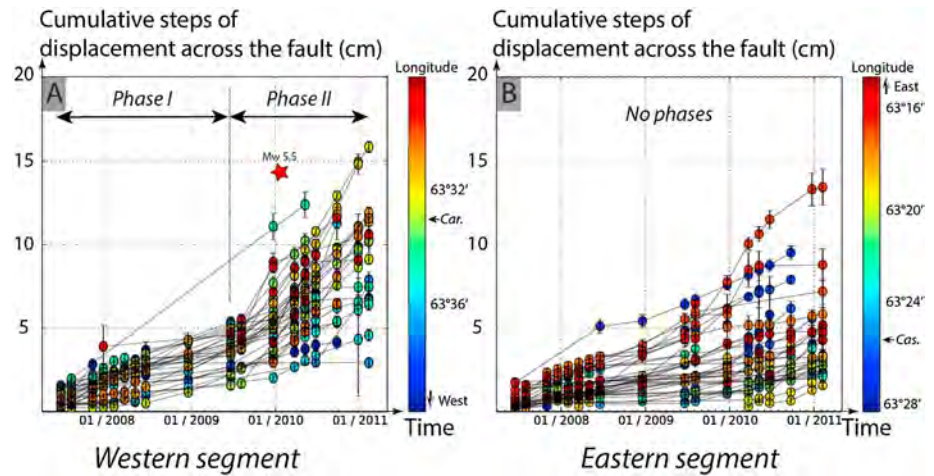 Cumulative steps of
displacement across the fault (cm)
20
15
10
5
A
Phase I
Phase II
Mw 5.5
01 / 2008
01 / 2009
01 / 2010
01 / 2011
Time
Longitude
63°32'
Car.
63°36'
West
Western segment
Cumulative steps of
displacement across the fault (cm)
20
15
10
5
B
No phases
01 / 2008
01 / 2009
01 / 2010
01 / 2011
Time
Longitude
East
63°16'
63°20'
63°24'
Cas.
63°28'
Eastern segment